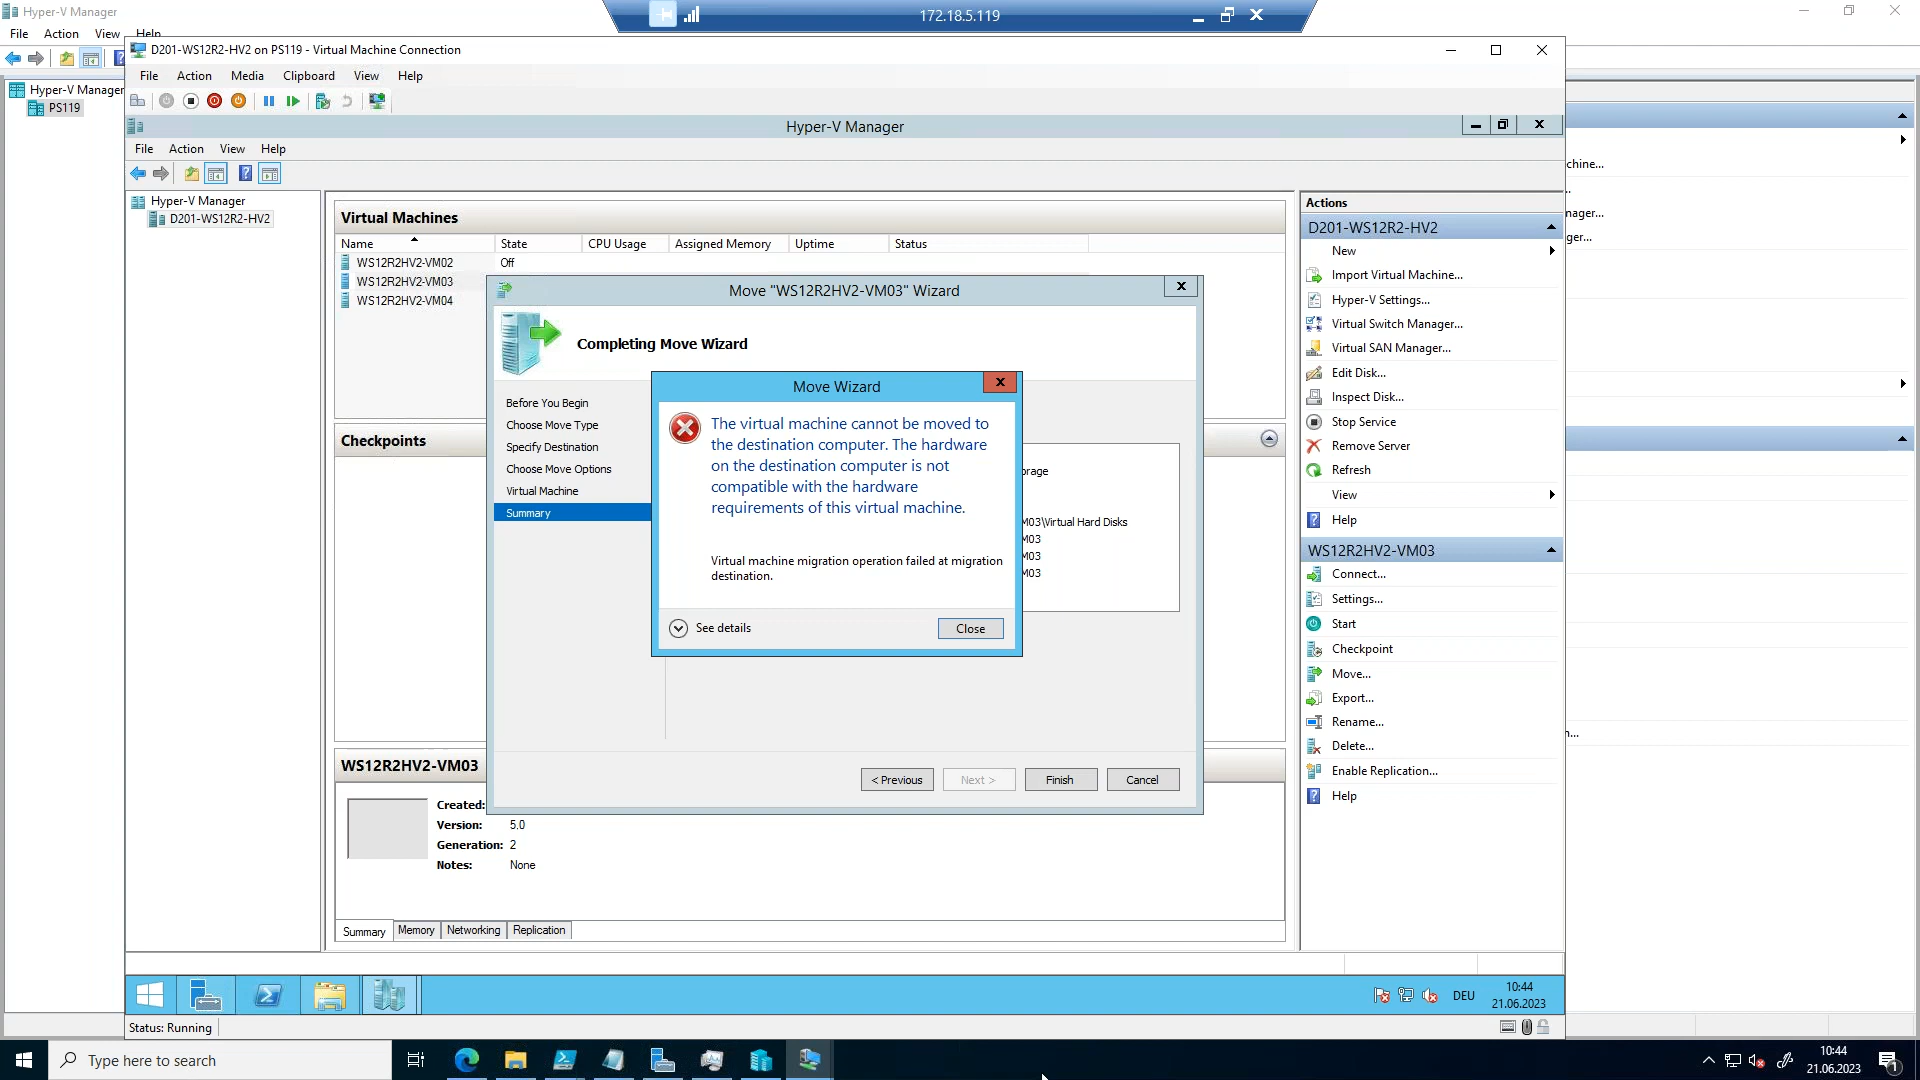 Hyper-V Manager
172.18.5.119
File Action View Help
D201-WS12R2-HV2 on PS119 - Virtual Machine Connection
File Action Media Clipboard View Help
Hyper-V Manager
PS119
Hyper-V Manager
File Action View Help
Hyper-V Manager
D201-WS12R2-HV2
Virtual Machines
Name State CPU Usage Assigned Memory Uptime Status
WS12R2HV2-VM02 Off
WS12R2HV2-VM03
WS12R2HV2-VM04
Checkpoints
Move "WS12R2HV2-VM03" Wizard
Completing Move Wizard
Before You Begin
Choose Move Type
Specify Destination
Choose Move Options
Virtual Machine
Summary
orage
M03\Virtual Hard Disks
M03
M03
M03
Move Wizard
The virtual machine cannot be moved to
the destination computer. The hardware
on the destination computer is not
compatible with the hardware
requirements of this virtual machine.
Virtual machine migration operation failed at migration
destination.
See details Close
< Previous Next > Finish Cancel
WS12R2HV2-VM03
Created:
Version: 5.0
Generation: 2
Notes: None
Summary Memory Networking Replication
Actions
D201-WS12R2-HV2
New
Import Virtual Machine...
Hyper-V Settings...
Virtual Switch Manager...
Virtual SAN Manager...
Edit Disk...
Inspect Disk...
Stop Service
Remove Server
Refresh
View
Help
WS12R2HV2-VM03
Connect...
Settings...
Start
Checkpoint
Move...
Export...
Rename...
Delete...
Enable Replication...
Help
chine...
...
nager...
ger...
n...
DEU
10:44
21.06.2023
Status: Running
Type here to search
10:44
21.06.2023
1